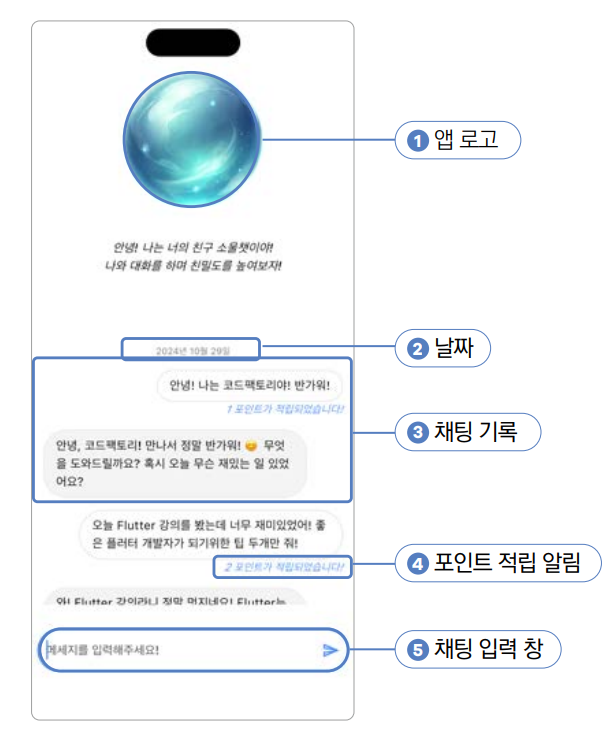 ① 앱 로고
안녕! 나는 너의 친구 소울챗이야!
나와 대화를 하며 친밀도를 높여보자!
② 날짜
2024년 10월 29일
안녕! 나는 코드팩토리야! 반가워!
1 포인트가 적립되었습니다!
③ 채팅 기록
안녕, 코드팩토리! 만나서 정말 반가워! 😊 무엇
을 도와드릴까요? 혹시 오늘 무슨 재밌는 일 있었
어요?
오늘 Flutter 강의를 봤는데 너무 재미있었어! 좋
은 플러터 개발자가 되기위한 팁 두개만 줘!
2 포인트가 적립되었습니다!
④ 포인트 적립 알림
와! Flutter 강의라니 정말 멋지네요! Flutter는
메세지를 입력해주세요!
⑤ 채팅 입력 창